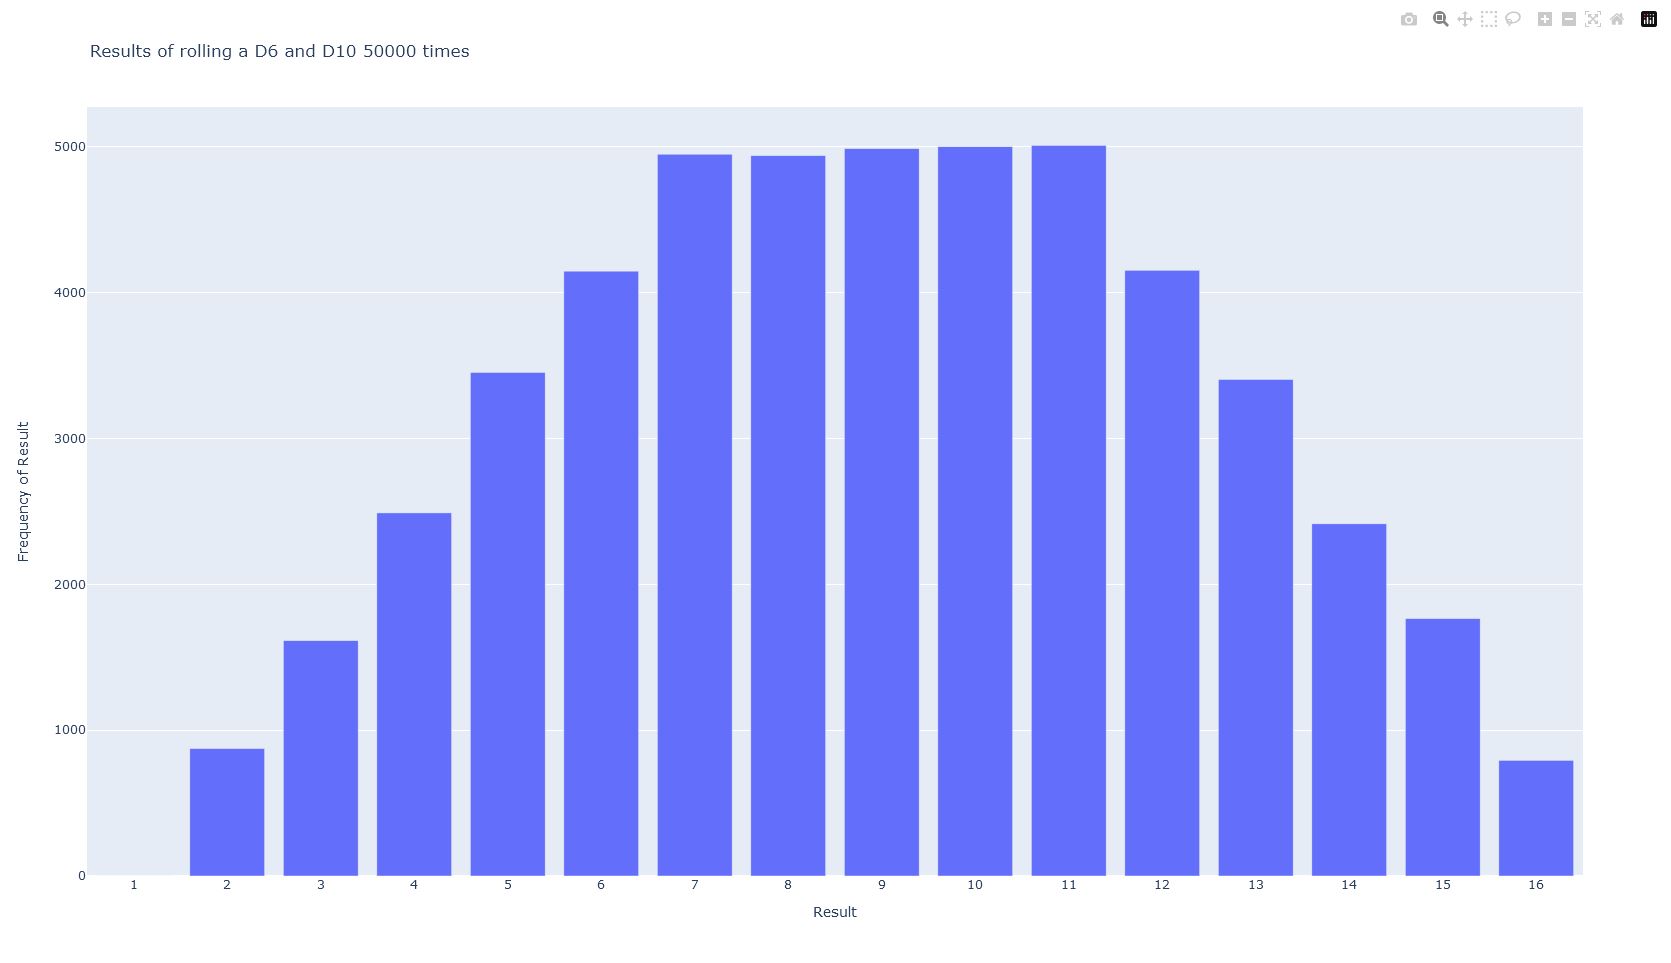 Results of rolling a D6 and D10 50000 times
5000
4000
3000
2000
1000
0
Frequency of Result
1 2 3 4 5 6 7 8 9 10 11 12 13 14 15 16
Result